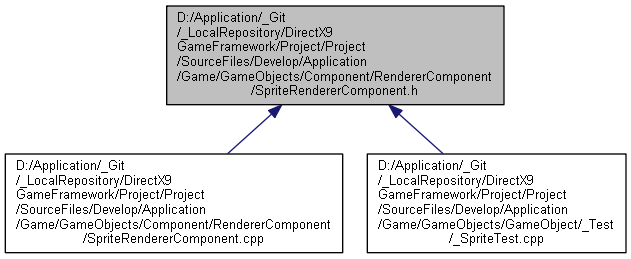 D:/Application/_Git
/_LocalRepository/DirectX9
GameFramework/Project/Project
/SourceFiles/Develop/Application
/Game/GameObjects/Component/RendererComponent
/SpriteRendererComponent.h
D:/Application/_Git
/_LocalRepository/DirectX9
GameFramework/Project/Project
/SourceFiles/Develop/Application
/Game/GameObjects/Component/RendererComponent
/SpriteRendererComponent.cpp
D:/Application/_Git
/_LocalRepository/DirectX9
GameFramework/Project/Project
/SourceFiles/Develop/Application
/Game/GameObjects/GameObject/_Test
/_SpriteTest.cpp